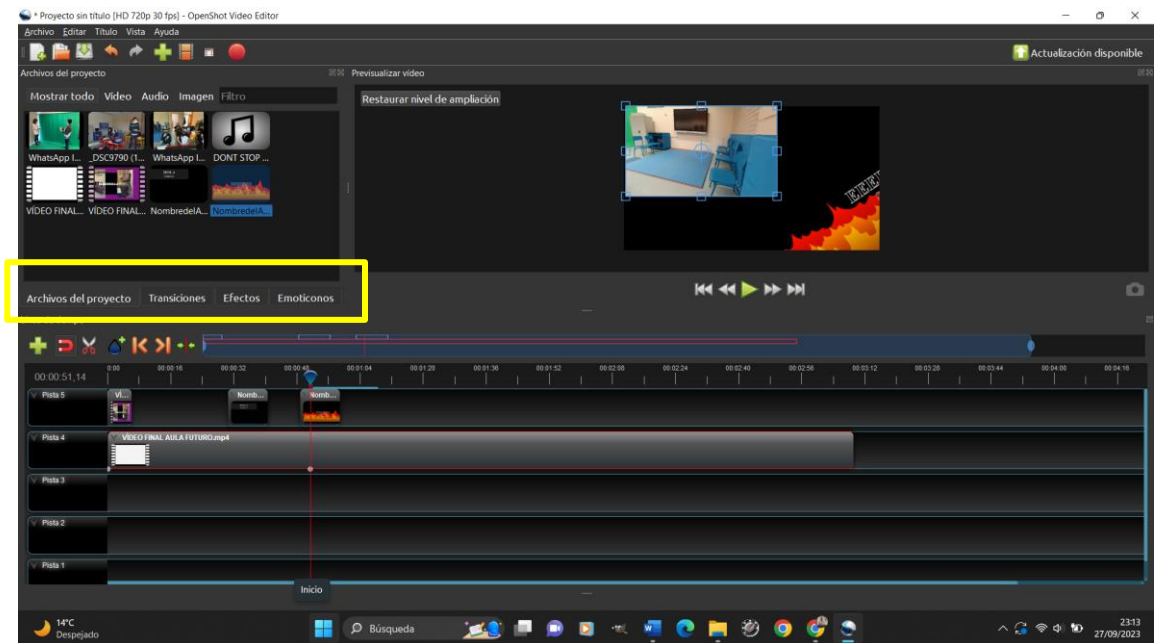 * Proyecto sin título [HD 720p 30 fps] - OpenShot Video Editor
Archivo Editar Título Vista Ayuda
Actualización disponible
Archivos del proyecto
Previsualizar vídeo
Mostrar todo Vídeo Audio Imagen Filtro
Restaurar nivel de ampliación
WhatsApp I... _DSC9790 (1... WhatsApp I... DONT STOP ...
VÍDEO FINAL... VÍDEO FINAL... NombredelA... NombredelA...
Archivos del proyecto Transiciones Efectos Emoticonos
00:00:51,14
0:00 00:00:16 00:00:32 00:00:48 00:01:04 00:01:20 00:01:36 00:01:52 00:02:08 00:02:24 00:02:40 00:02:56 00:03:12 00:03:28 00:03:44 00:04:00 00:04:16
Pista 5
VÍ... Nomb... Nomb...
Pista 4
VÍDEO FINAL AULA FUTURO.mp4
Pista 3
Pista 2
Pista 1
Inicio
14°C
Despejado
Búsqueda
23:13
27/09/2023